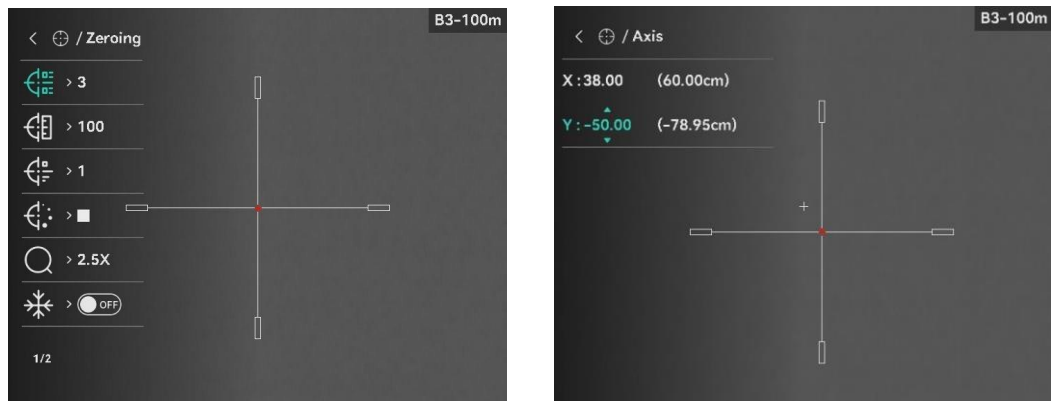 B3-100m
< / Zeroing
> 3
> 100
> 1
>
> 2.5X
> OFF
1/2
B3-100m
< / Axis
X : 38.00 (60.00cm)
Y : -50.00 (-78.95cm)